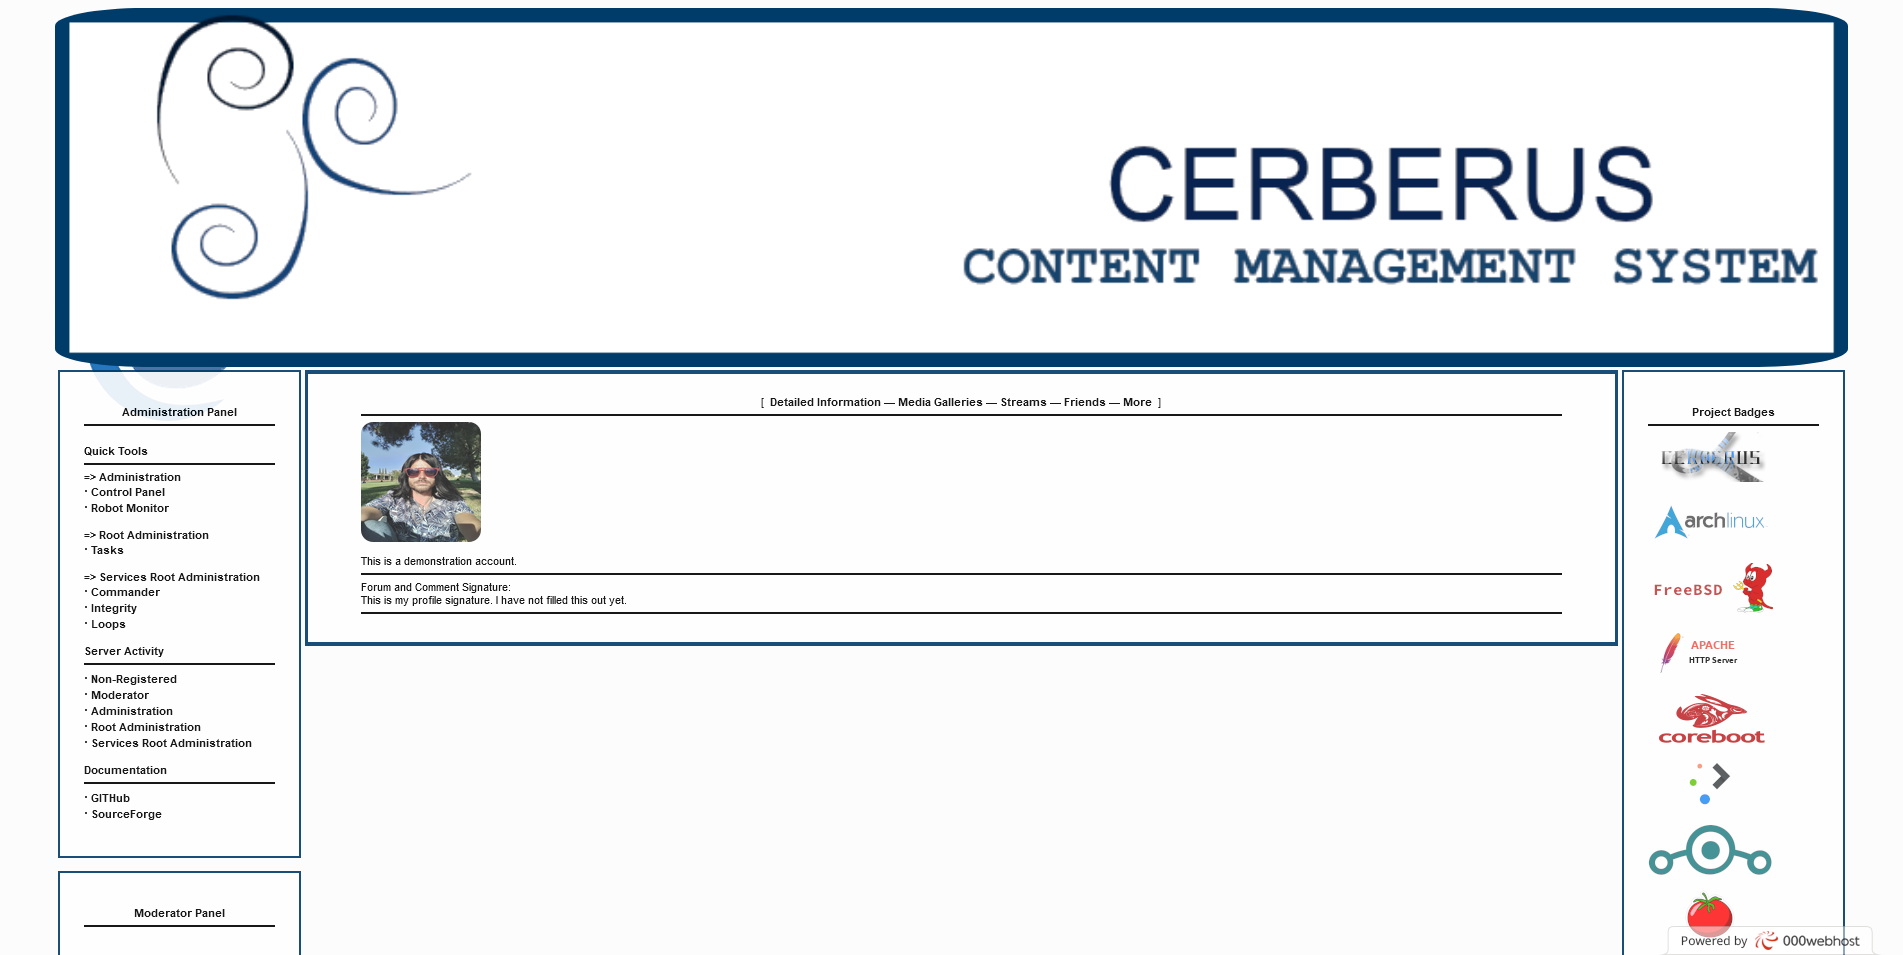 CERBERUS
CONTENT MANAGEMENT SYSTEM
Administration Panel
Quick Tools
=> Administration
· Control Panel
· Robot Monitor
=> Root Administration
· Tasks
=> Services Root Administration
· Commander
· Integrity
· Loops
Server Activity
· Non-Registered
· Moderator
· Administration
· Root Administration
· Services Root Administration
Documentation
· GITHub
· SourceForge
Moderator Panel
[ Detailed Information — Media Galleries — Streams — Friends — More ]
This is a demonstration account.
Forum and Comment Signature:
This is my profile signature. I have not filled this out yet.
Project Badges
CERBERUS
archlinux
FreeBSD
APACHE
HTTP Server
coreboot
Powered by 000webhost